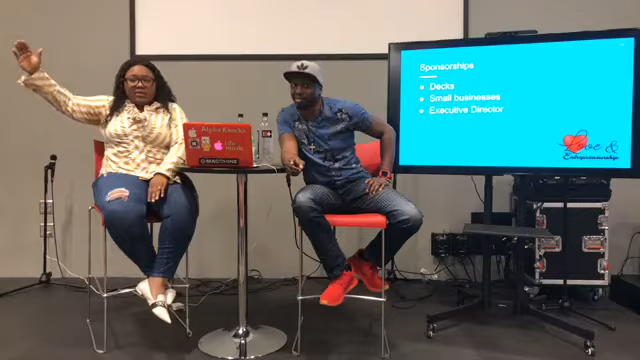 Sponsorships
Decks
Small businesses
Executive Director
Love &
Entrepreneurship